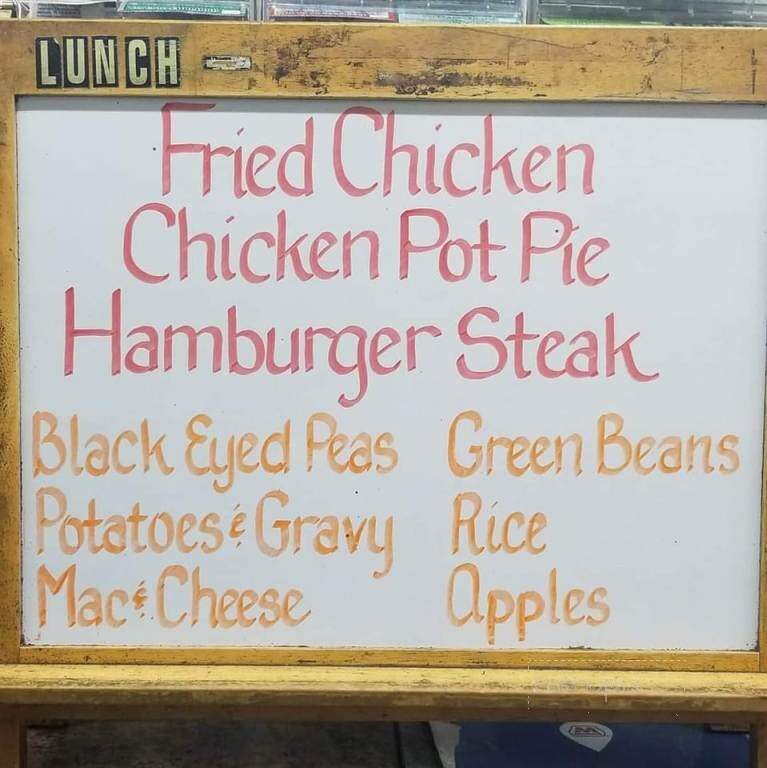 LUNCH
Fried Chicken
Chicken Pot Pie
Hamburger Steak
Black Eyed Peas Green Beans
Potatoes & Gravy Rice
Mac & Cheese Apples